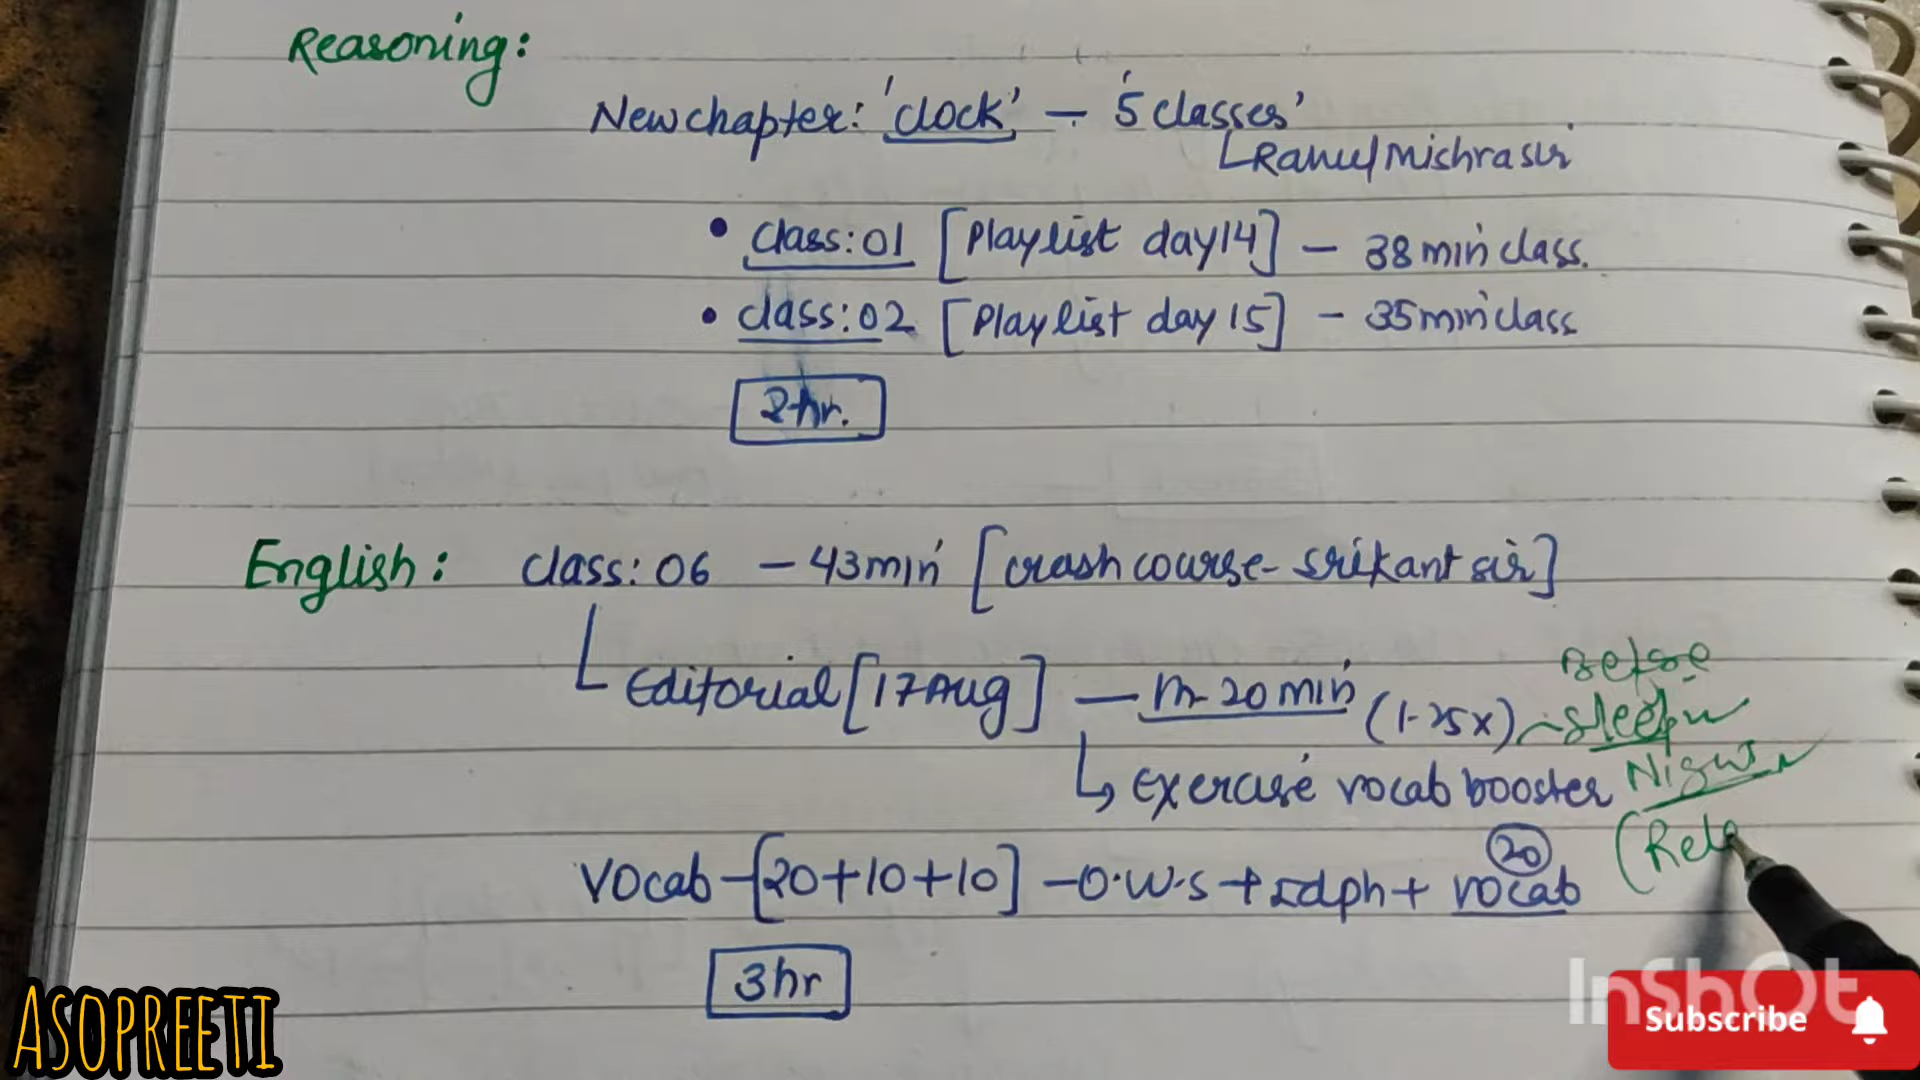 Reasoning:
New chapter: 'clock' - '5 classes'
Rahul Mishra sir
• class: 01 [Playlist day 14] - 38 min class.
• class: 02 [Playlist day 15] - 35 min class
2 hr.
English: class: 06 - 43 min [crash course - Srikant sir]
Editorial [17 Aug] - m- 20 min (1.25x) ~ sleep
Before
Night
Exercise vocab booster
(Rela
20
vocab - [20+10+10] - O.W.S + Idph + vocab
3 hr
InShOt
Subscribe
ASOPREETI